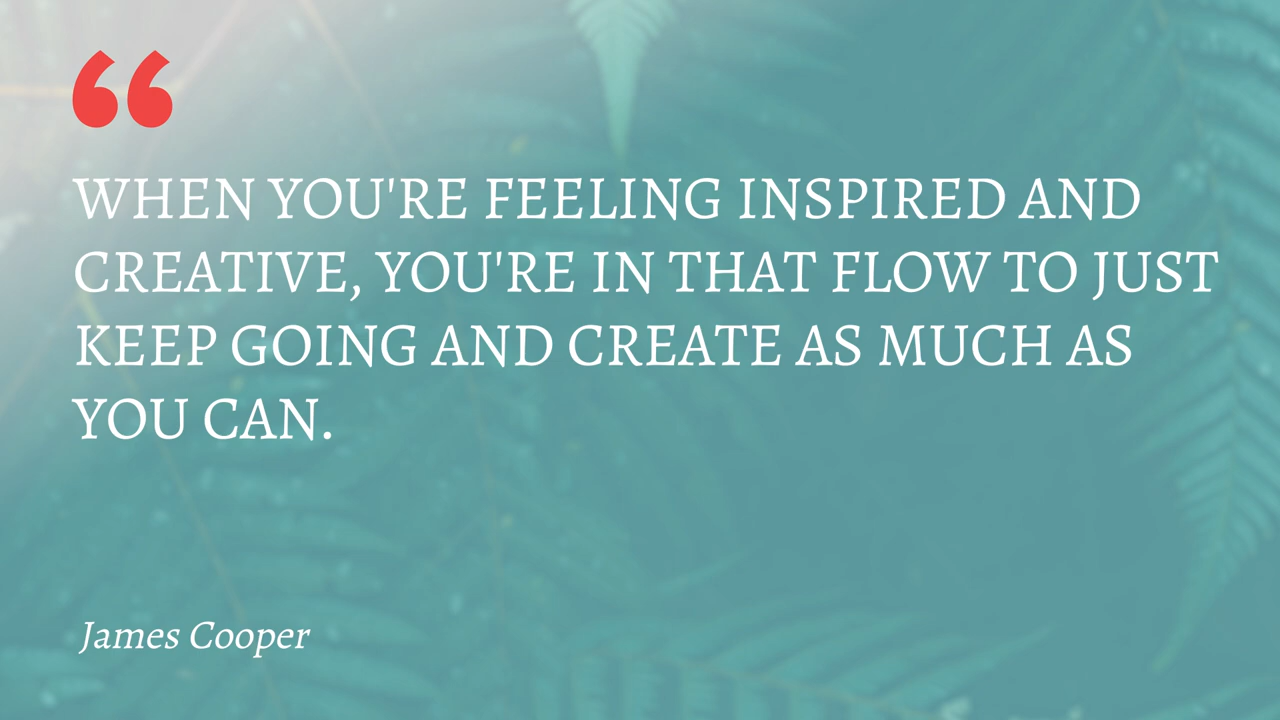 “
WHEN YOU'RE FEELING INSPIRED AND
CREATIVE, YOU'RE IN THAT FLOW TO JUST
KEEP GOING AND CREATE AS MUCH AS
YOU CAN.
James Cooper